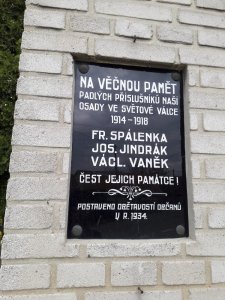 NA VĚČNOU PAMĚT
PADLÝCH PŘÍSLUŠNÍKŮ NAŠÍ
OSADY VE SVĚTOVÉ VÁLCE
1914 - 1918
FR. SPÁLENKA
JOS. JINDRÁK
VÁCL. VANĚK
ČEST JEJICH PAMÁTCE!
POSTAVENO OBĚTAVOSTÍ OBČANŮ
U R. 1934.